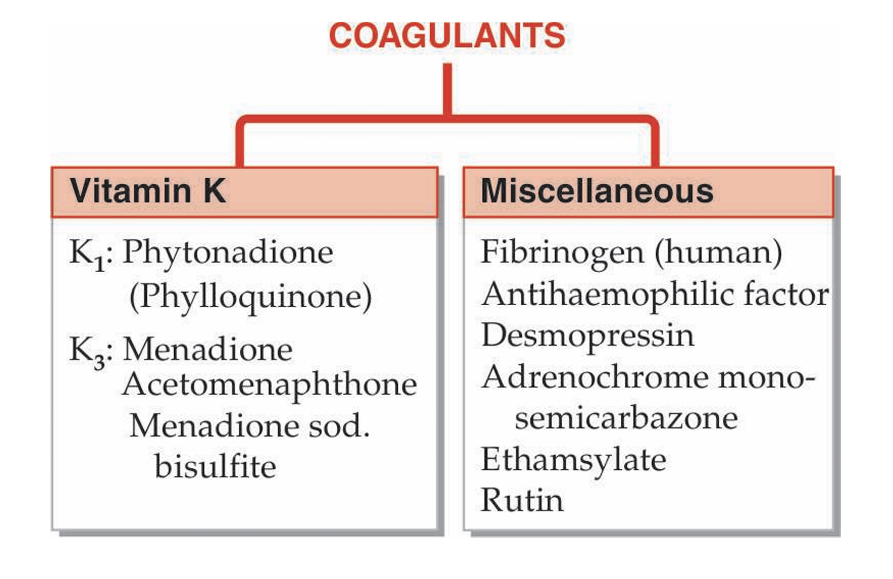 COAGULANTS
Vitamin K
K₁: Phytonadione
(Phylloquinone)
K₃: Menadione
Acetomenaphthone
Menadione sod.
bisulfite
Miscellaneous
Fibrinogen (human)
Antihaemophilic factor
Desmopressin
Adrenochrome mono-
semicarbazone
Ethamsylate
Rutin